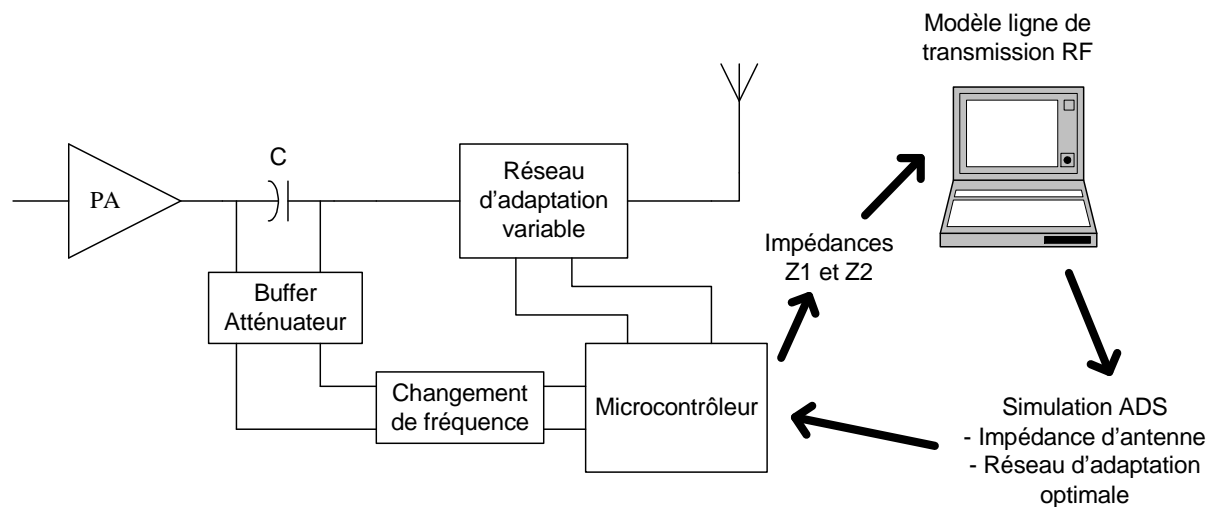 Modèle ligne de
transmission RF
C
PA
Réseau
d'adaptation
variable
Impédances
Z1 et Z2
Buffer
Atténuateur
Changement
de fréquence
Microcontrôleur
Simulation ADS
- Impédance d'antenne
- Réseau d'adaptation
optimale